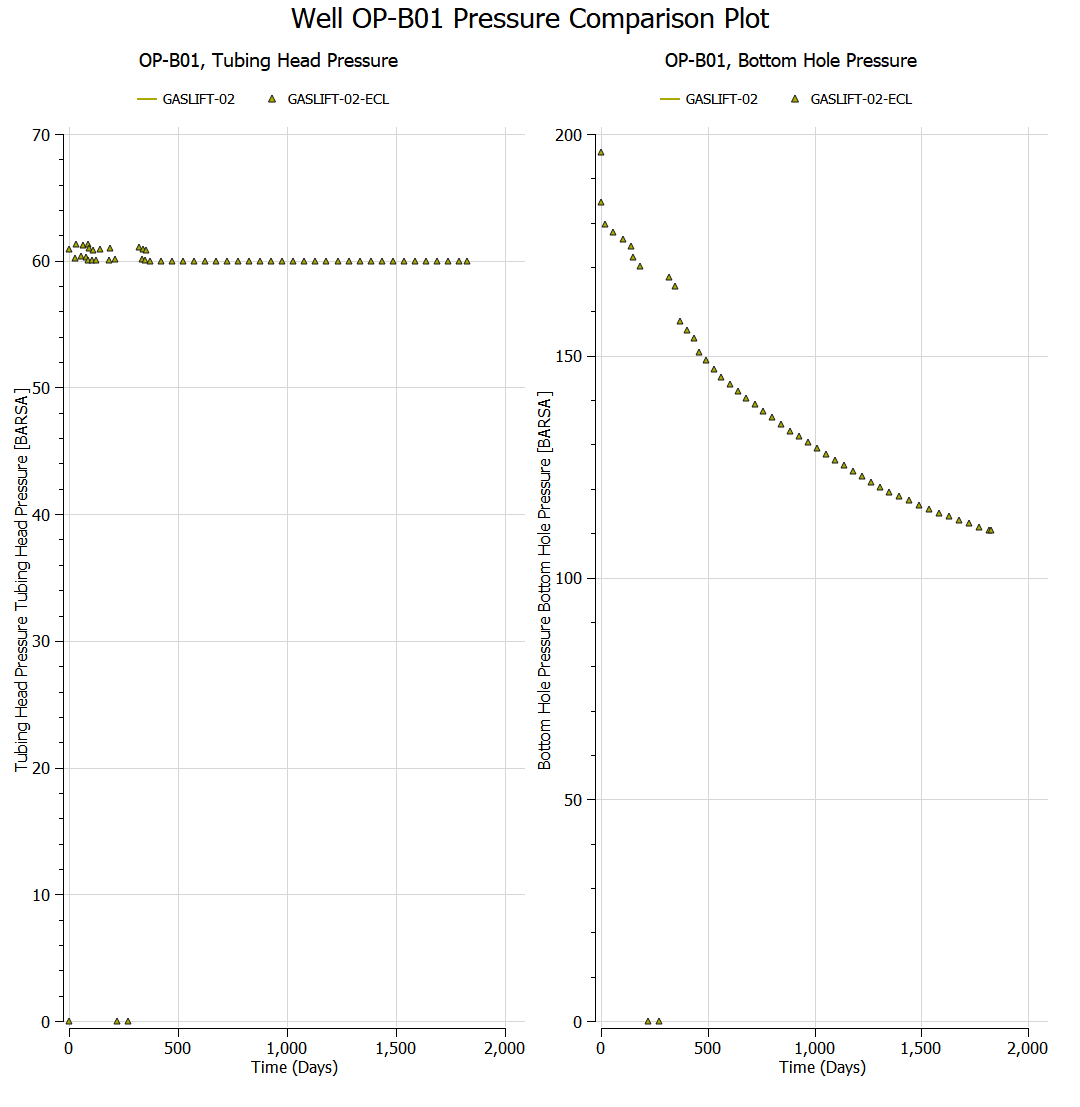 Well OP-B01 Pressure Comparison Plot
OP-B01, Tubing Head Pressure
GASLIFT-02 GASLIFT-02-ECL
70
60
50
40
30
20
10
0
Tubing Head Pressure Tubing Head Pressure [BARSA]
0 500 1,000 1,500 2,000
Time (Days)
OP-B01, Bottom Hole Pressure
GASLIFT-02 GASLIFT-02-ECL
200
150
100
50
0
Bottom Hole Pressure Bottom Hole Pressure [BARSA]
0 500 1,000 1,500 2,000
Time (Days)